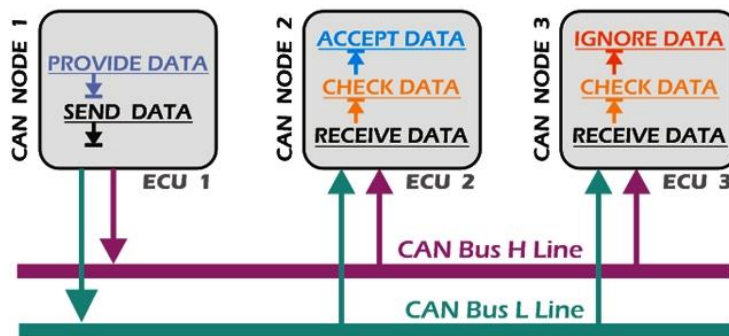 CAN NODE 1
PROVIDE DATA
SEND DATA
ECU 1
CAN NODE 2
ACCEPT DATA
CHECK DATA
RECEIVE DATA
ECU 2
CAN NODE 3
IGNORE DATA
CHECK DATA
RECEIVE DATA
ECU 3
CAN Bus H Line
CAN Bus L Line